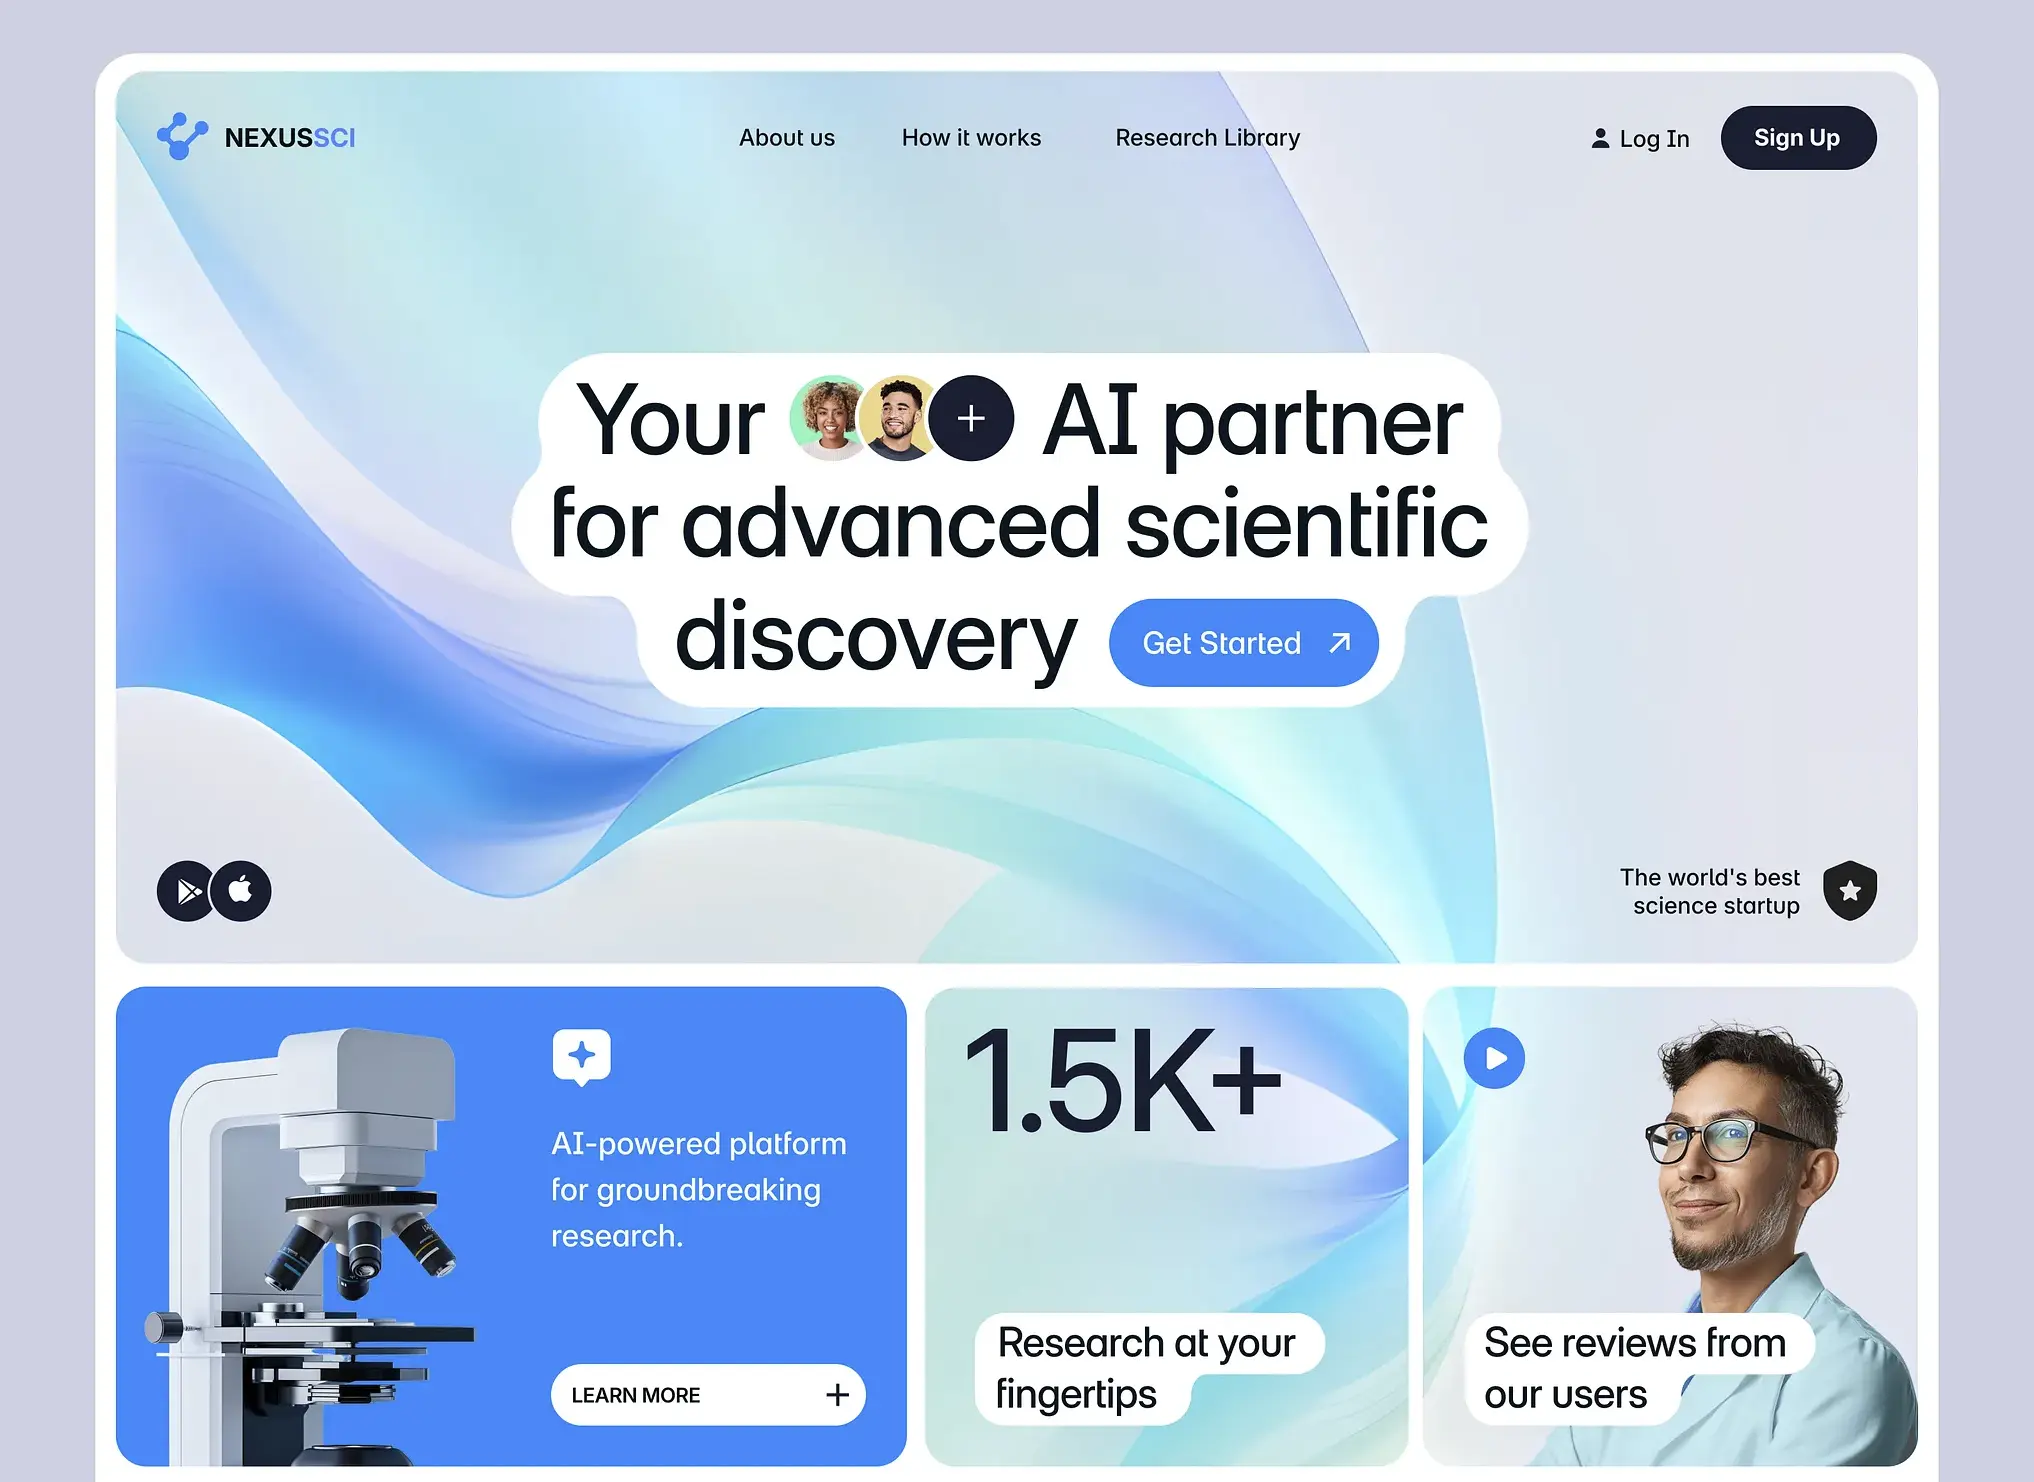 NEXUSSCI
About us
How it works
Research Library
Log In
Sign Up
Your AI partner
for advanced scientific
discovery
Get Started
The world's best
science startup
AI-powered platform
for groundbreaking
research.
LEARN MORE
1.5K+
Research at your
fingertips
See reviews from
our users